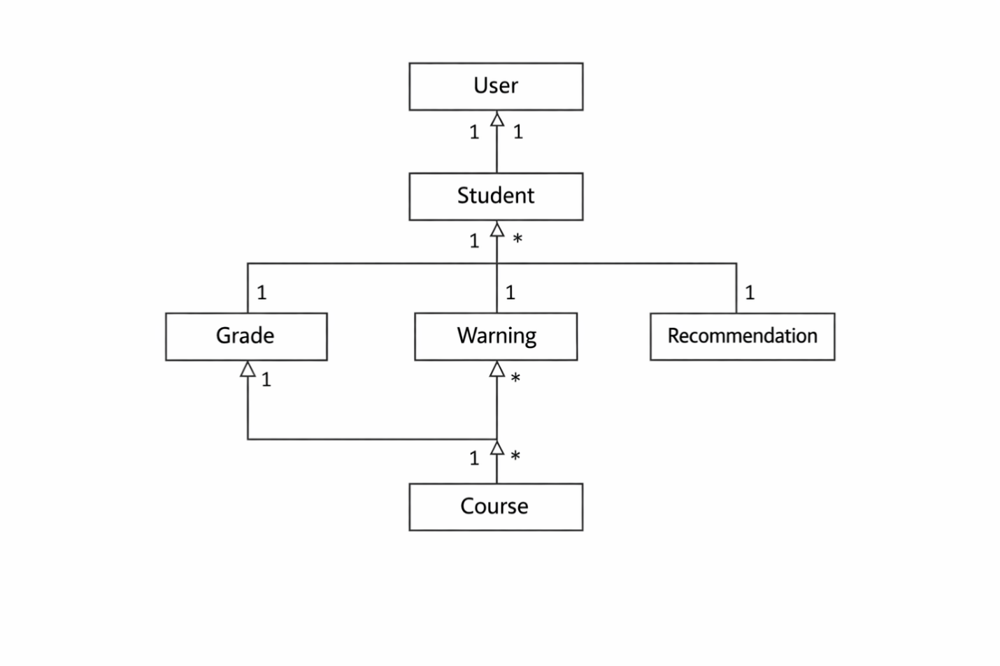 User
1 1
Student
1 *
1 1 1
Grade Warning Recommendation
1 *
1 *
Course